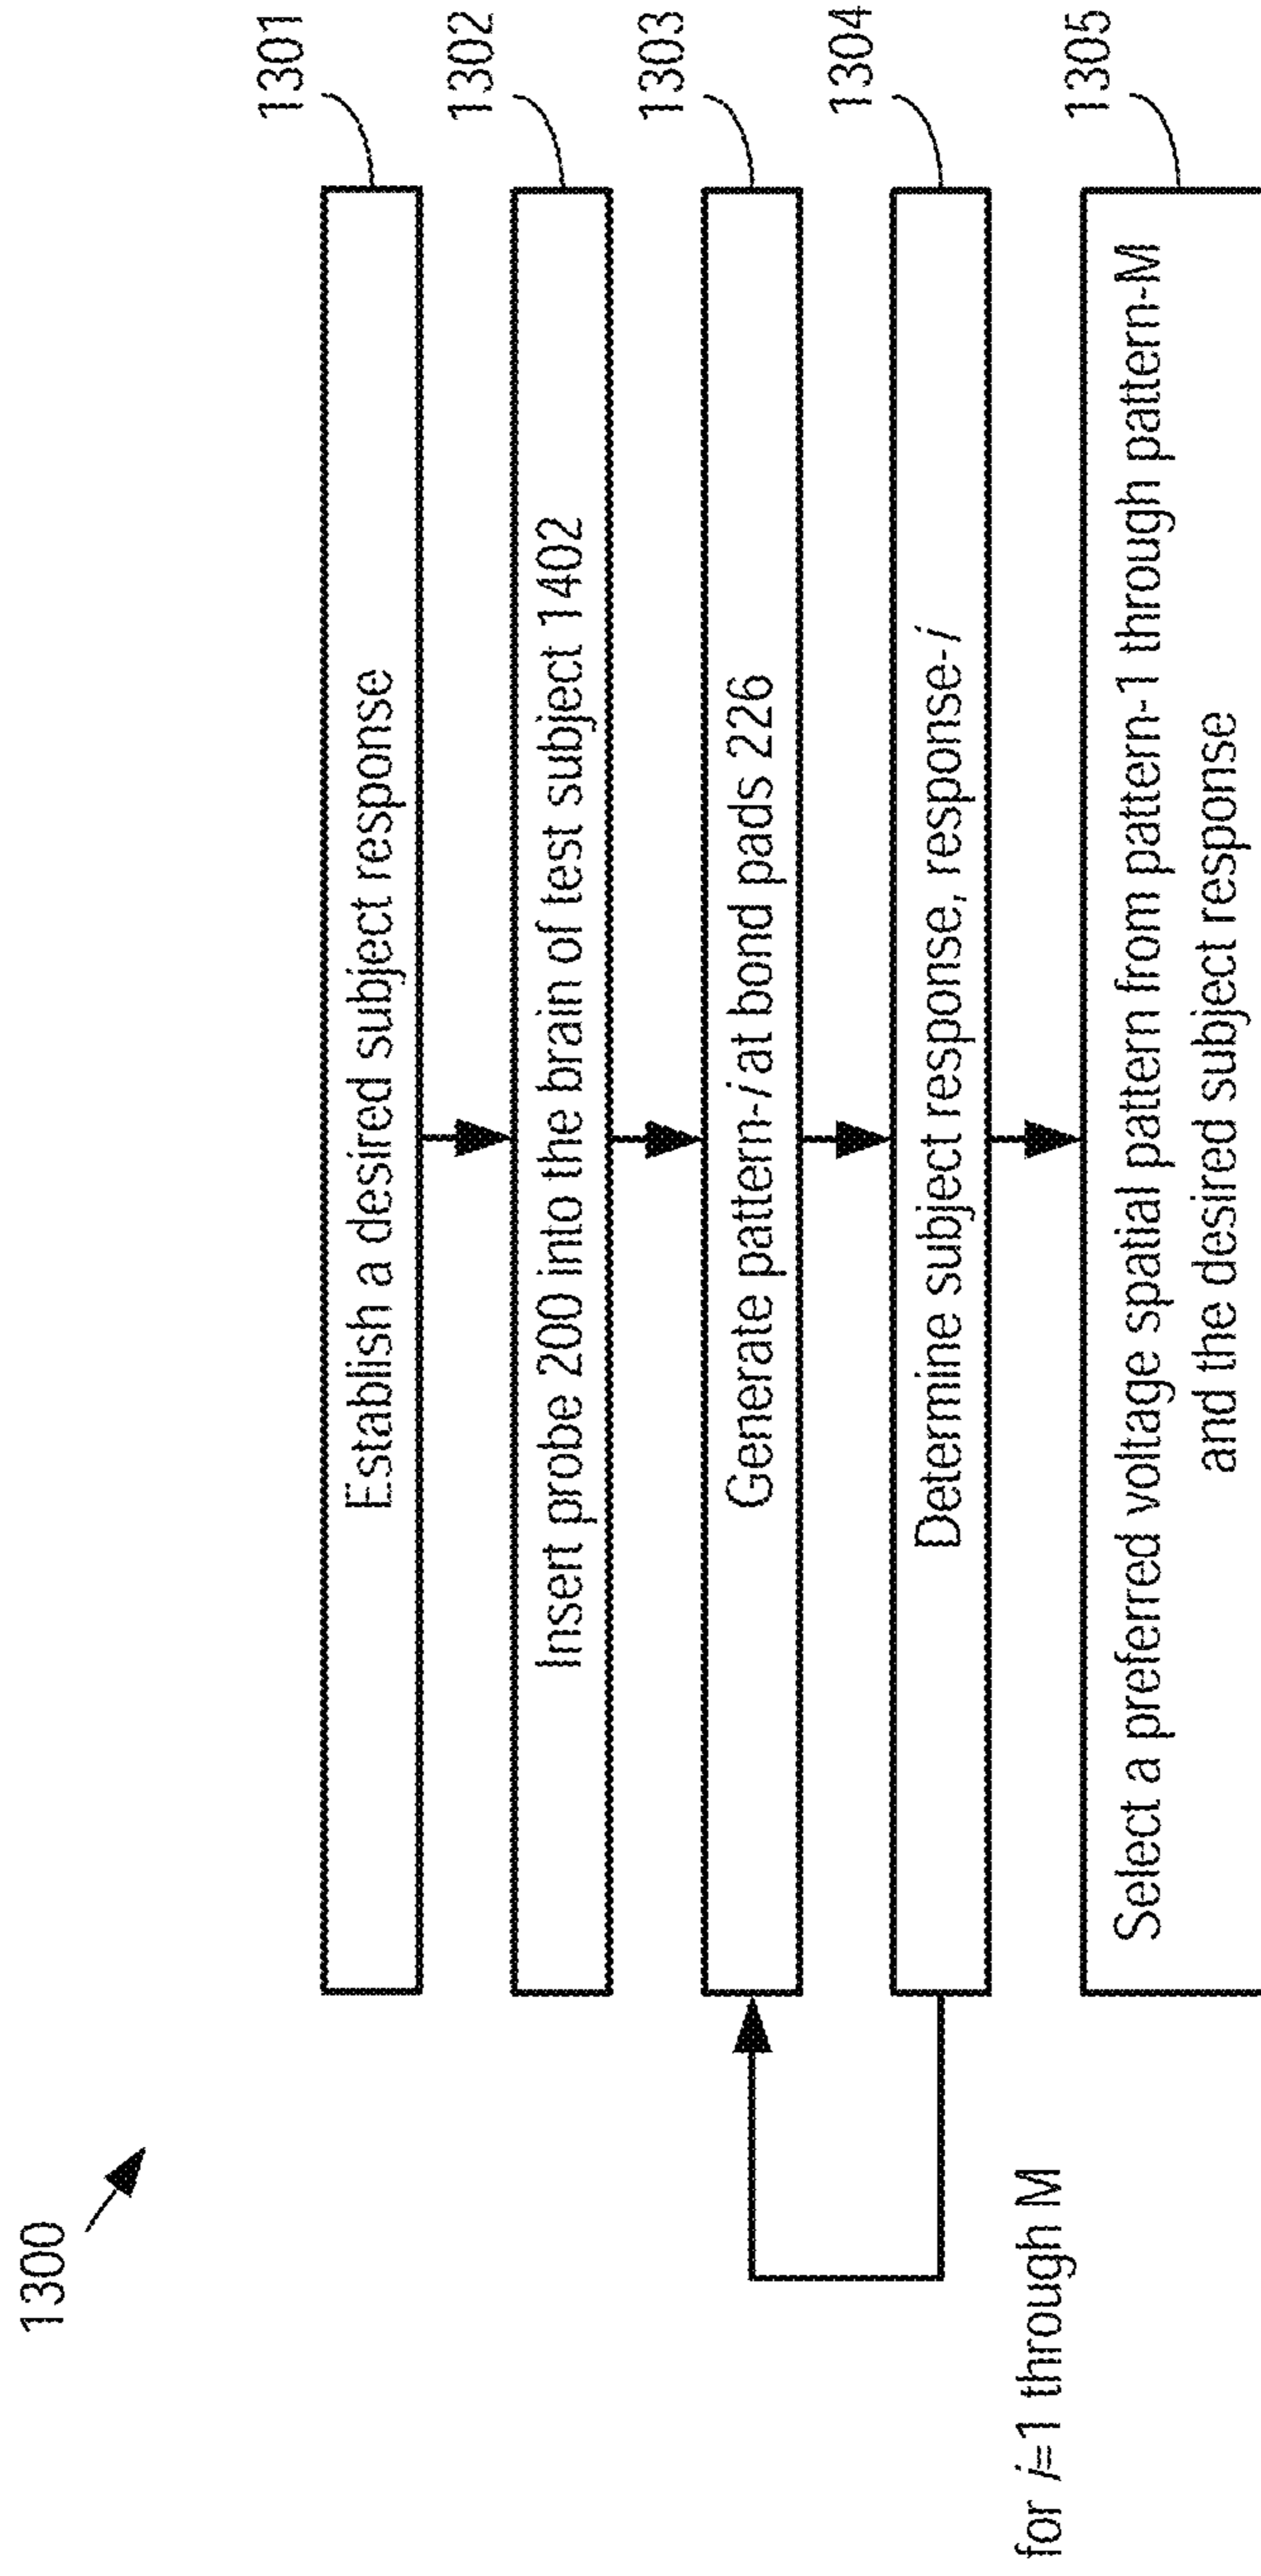 1300
Establish a desired subject response
1301
Insert probe 200 into the brain of test subject 1402
1302
Generate pattern-i at bond pads 226
1303
Determine subject response, response-i
1304
for i=1 through M
Select a preferred voltage spatial pattern from pattern-1 through pattern-M
and the desired subject response
1305